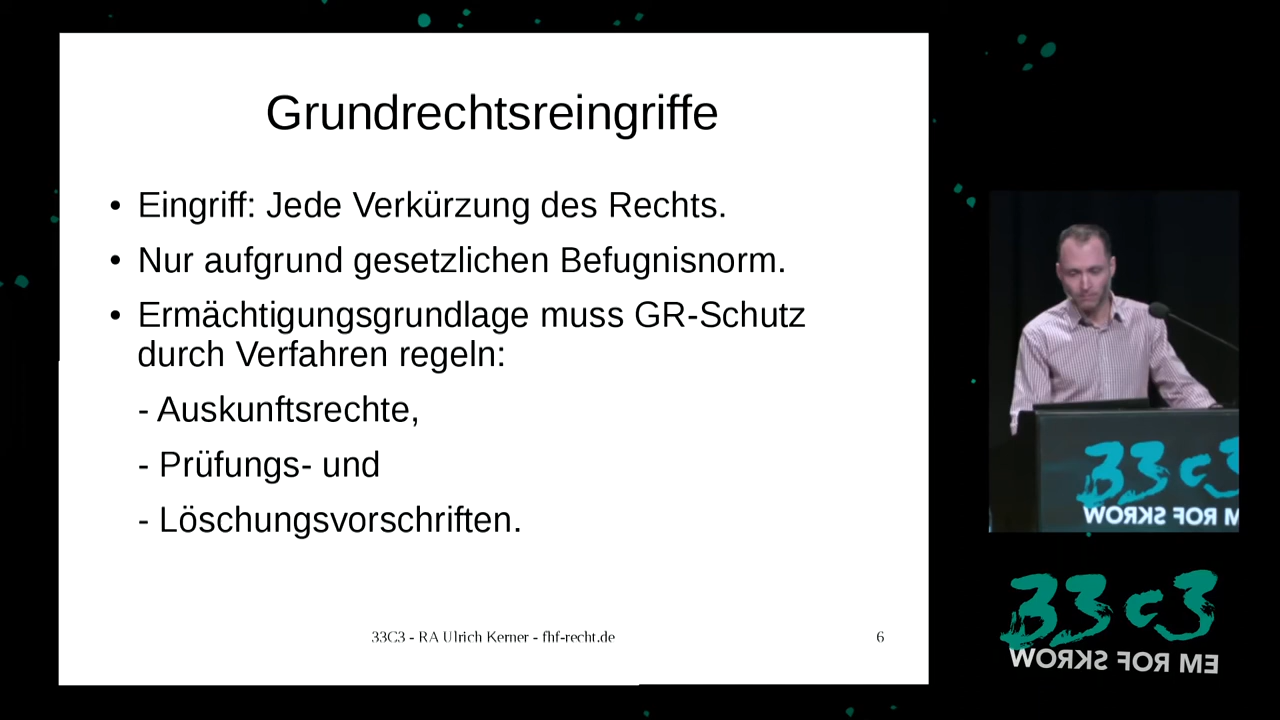 Grundrechtsreingriffe
• Eingriff: Jede Verkürzung des Rechts.
• Nur aufgrund gesetzlichen Befugnisnorm.
• Ermächtigungsgrundlage muss GR-Schutz
durch Verfahren regeln:
- Auskunftsrechte,
- Prüfungs- und
- Löschungsvorschriften.
33C3 - RA Ulrich Kerner - fhf-recht.de
6
33c3
WORKS FOR M
33c3
WORKS FOR ME